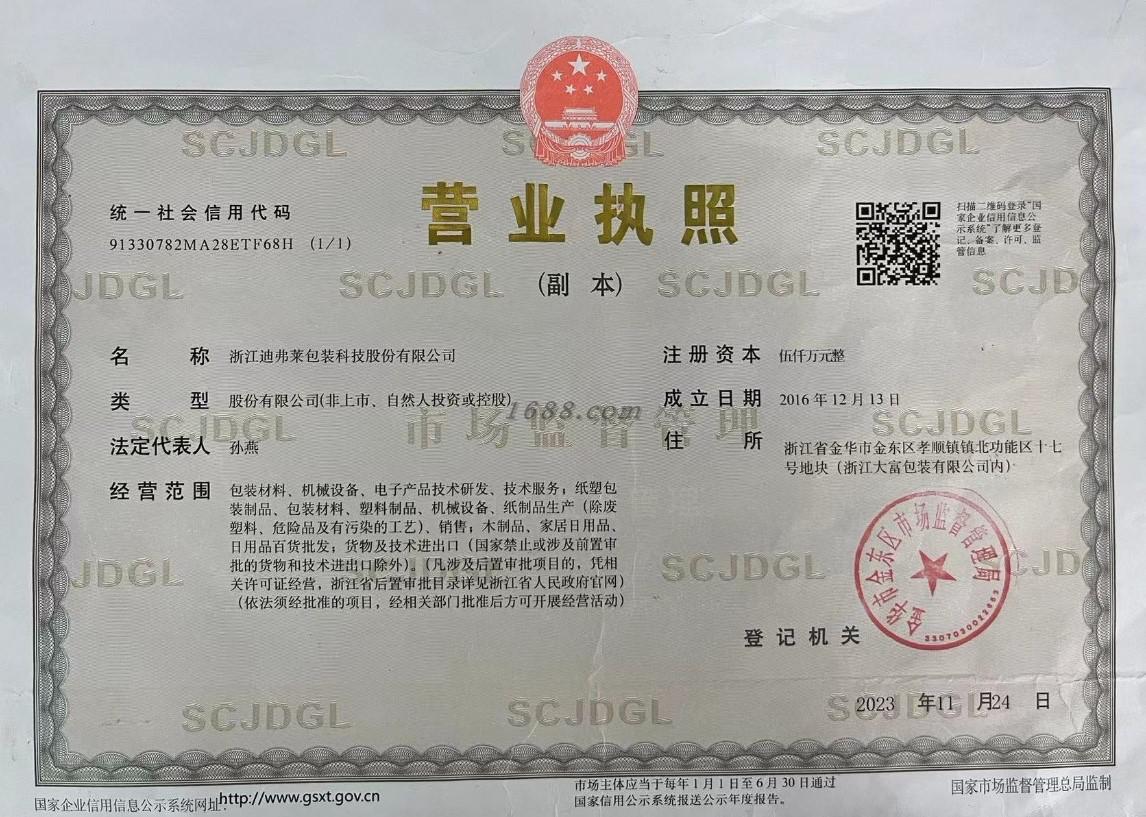 SCJDGL
SCJDGL
统一社会信用代码
91330782MA28ETF68H (1/1)
营业执照
(副 本)
扫描二维码登录“国
家企业信用信息公
示系统”了解更多登
记、备案、许可、监
管信息
JDGL SCJDGL SCJDGL SCJD
名 称 浙江迪弗莱包装科技股份有限公司
类 型 股份有限公司(非上市、自然人投资或控股)
法定代表人 孙燕
经营范围 包装材料、机械设备、电子产品技术研发、技术服务；纸塑包
装制品、包装材料、塑料制品、机械设备、纸制品生产（除废
塑料、危险品及有污染的工艺）、销售；木制品、家居日用品、
日用品百货批发；货物及技术进出口（国家禁止或涉及前置审
批的货物和技术进出口除外）。（凡涉及后置审批项目的，凭相
关许可证经营，浙江省后置审批目录详见浙江省人民政府官网）
（依法须经批准的项目，经相关部门批准后方可开展经营活动）
注册资本 伍仟万元整
成立日期 2016年12月13日
住 所 浙江省金华市金东区孝顺镇镇北功能区十七
号地块（浙江大富包装有限公司内）
1688.com
SCJDGL 市场监督管理 SCJDGL
JDGL SCJDGL SCJD
登记机关
金华市金东区市场监督管理局
2023 年11 月24 日
SCJDGL SCJDGL SCJDGL
国家企业信用信息公示系统网址：http://www.gsxt.gov.cn
市场主体应当于每年1月1日至6月30日通过
国家信用公示系统报送公示年度报告。
国家市场监督管理总局监制